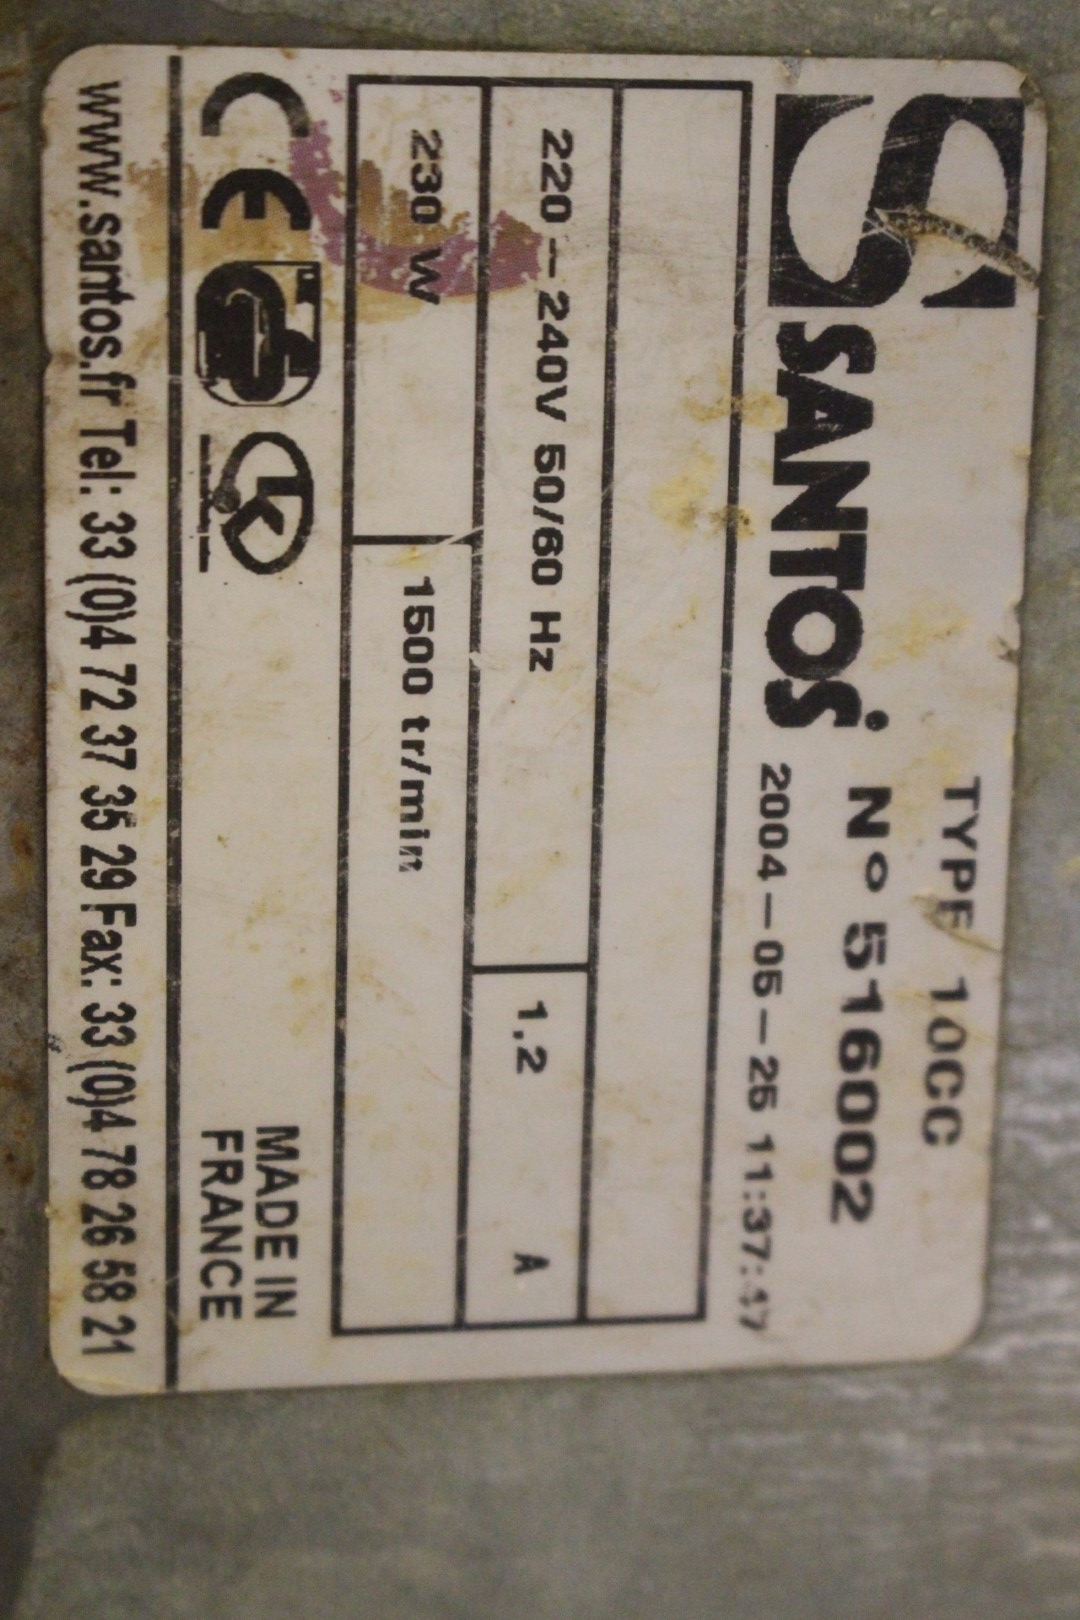 SANTOS
TYPE 10CC
N° 516002
2004-05-25 11:37:47
220-240V 50/60 Hz
1,2 A
230 W
1500 tr/min
CE
MADE IN
FRANCE
www.santos.fr Tel: 33 (0)4 72 37 35 29 Fax: 33 (0)4 78 26 58 21